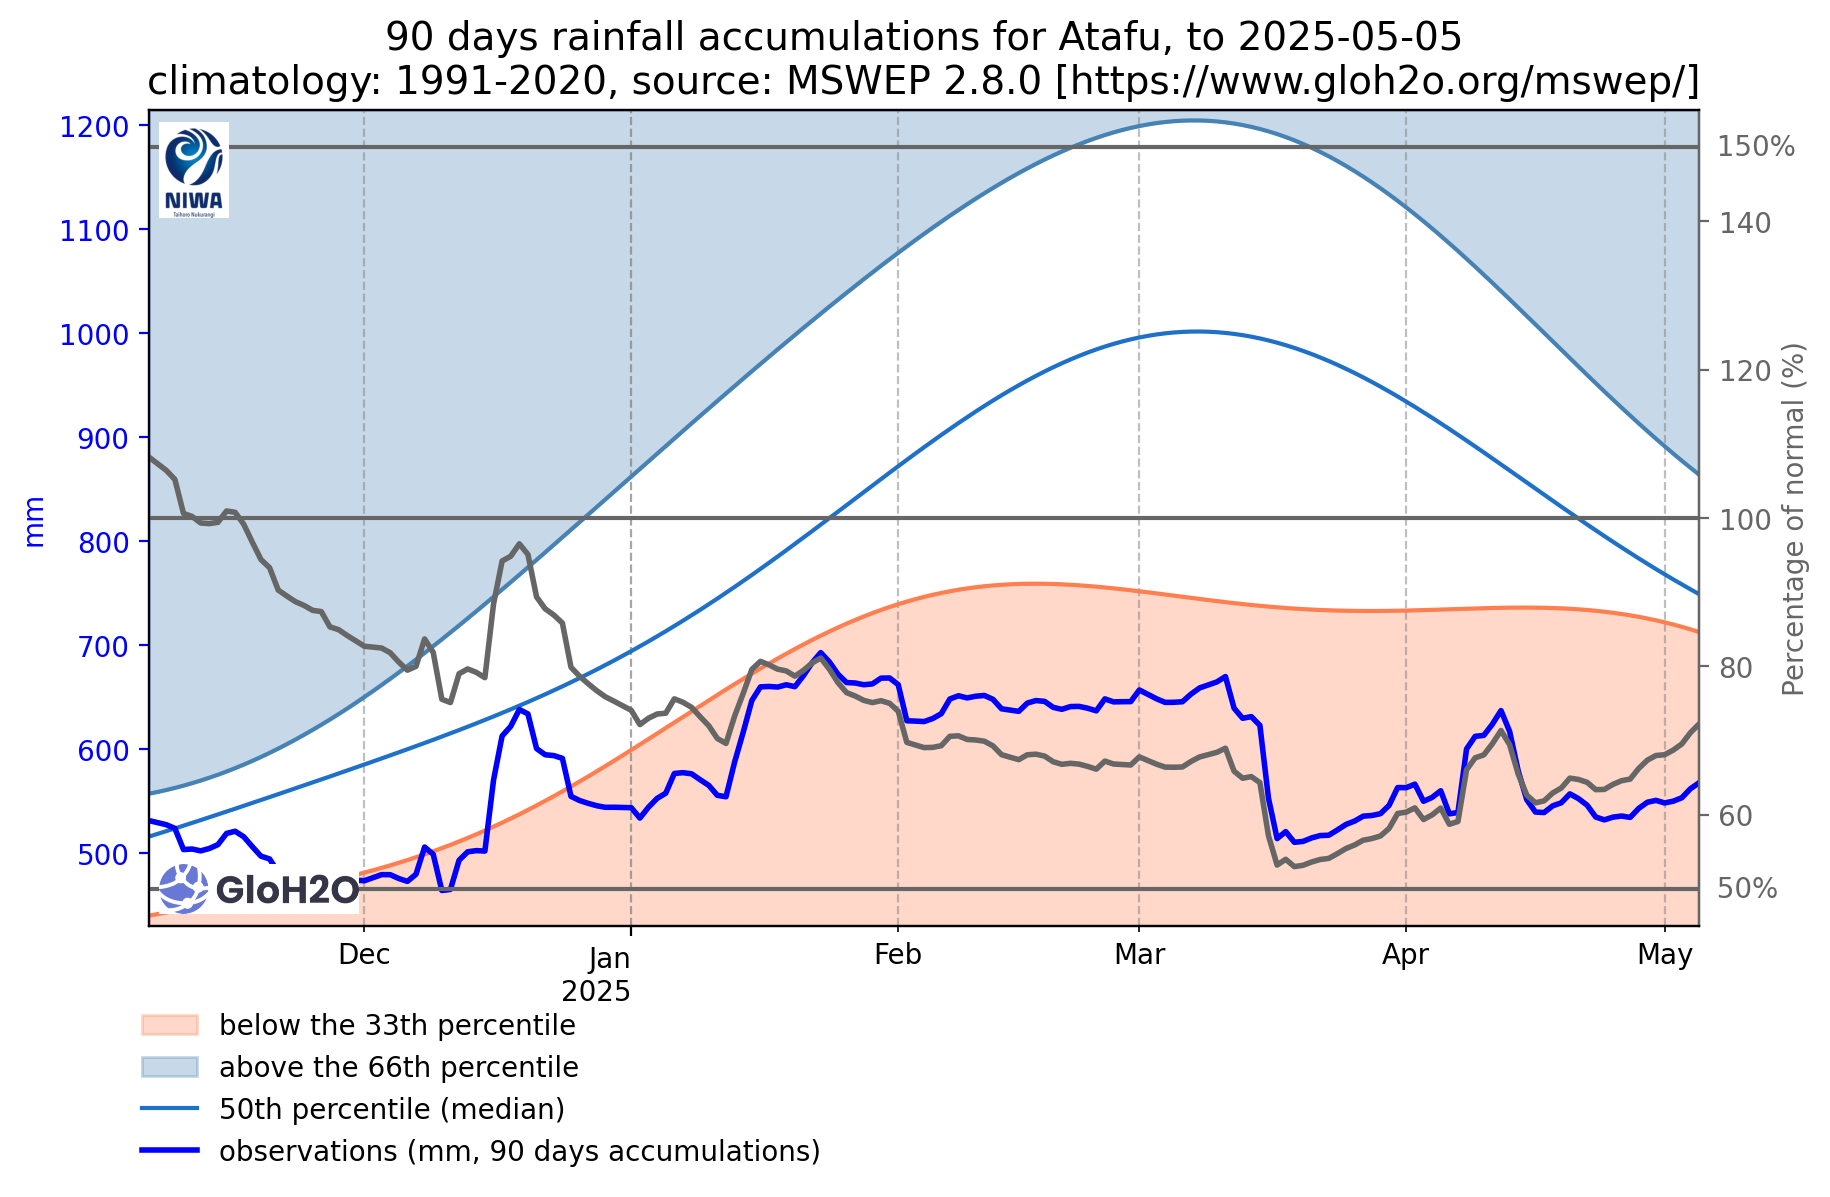 90 days rainfall accumulations for Atafu, to 2025-05-05
climatology: 1991-2020, source: MSWEP 2.8.0 [https://www.gloh2o.org/mswep/]
1200
1100
1000
900
800
700
600
500
mm
NIWA
Taihoro Nukurangi
GloH2O
150%
140
120
100
80
60
50%
Percentage of normal (%)
Dec
Jan
2025
Feb
Mar
Apr
May
below the 33th percentile
above the 66th percentile
50th percentile (median)
observations (mm, 90 days accumulations)